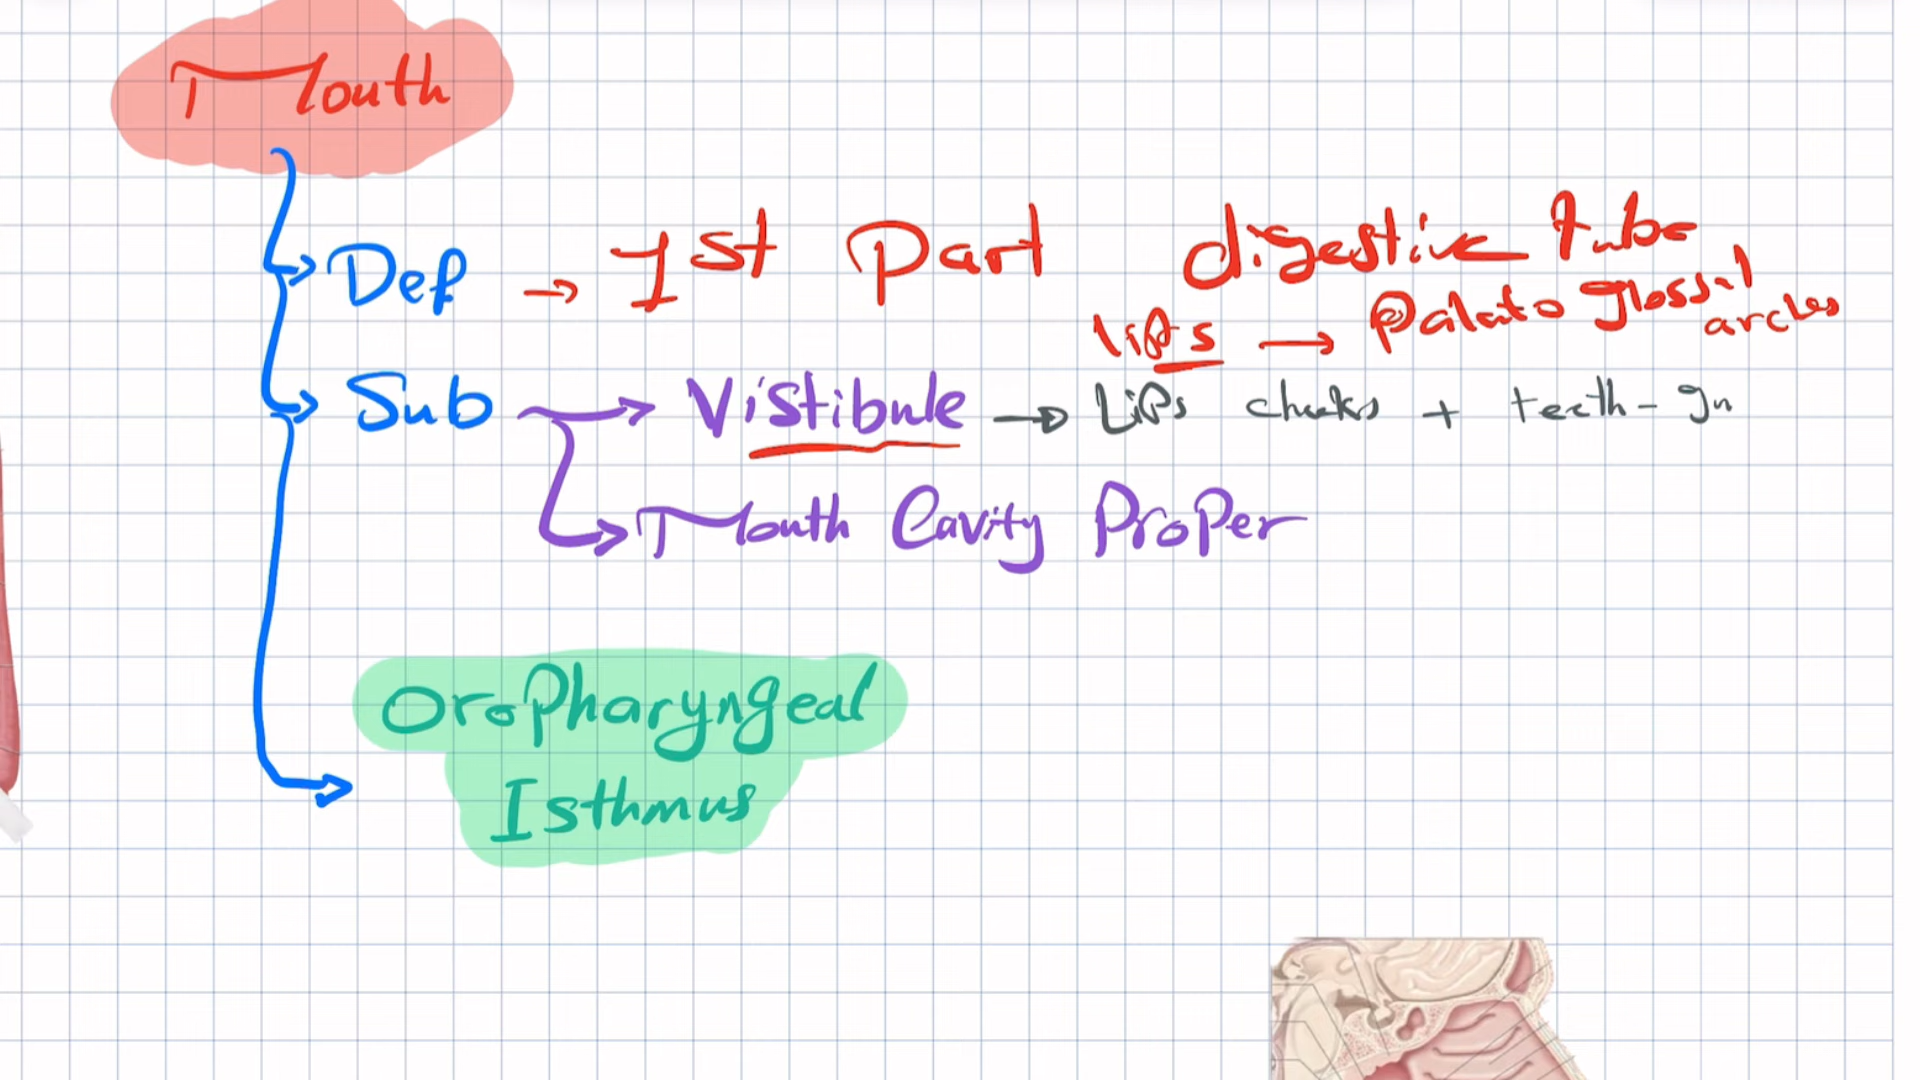 Mouth
Def → 1st Part digestive tube
lips → Palato glossal
arches
Sub → Vistibule → Lips cheeks + teeth - gu
Mouth Cavity Proper
OroPharyngeal
Isthmus